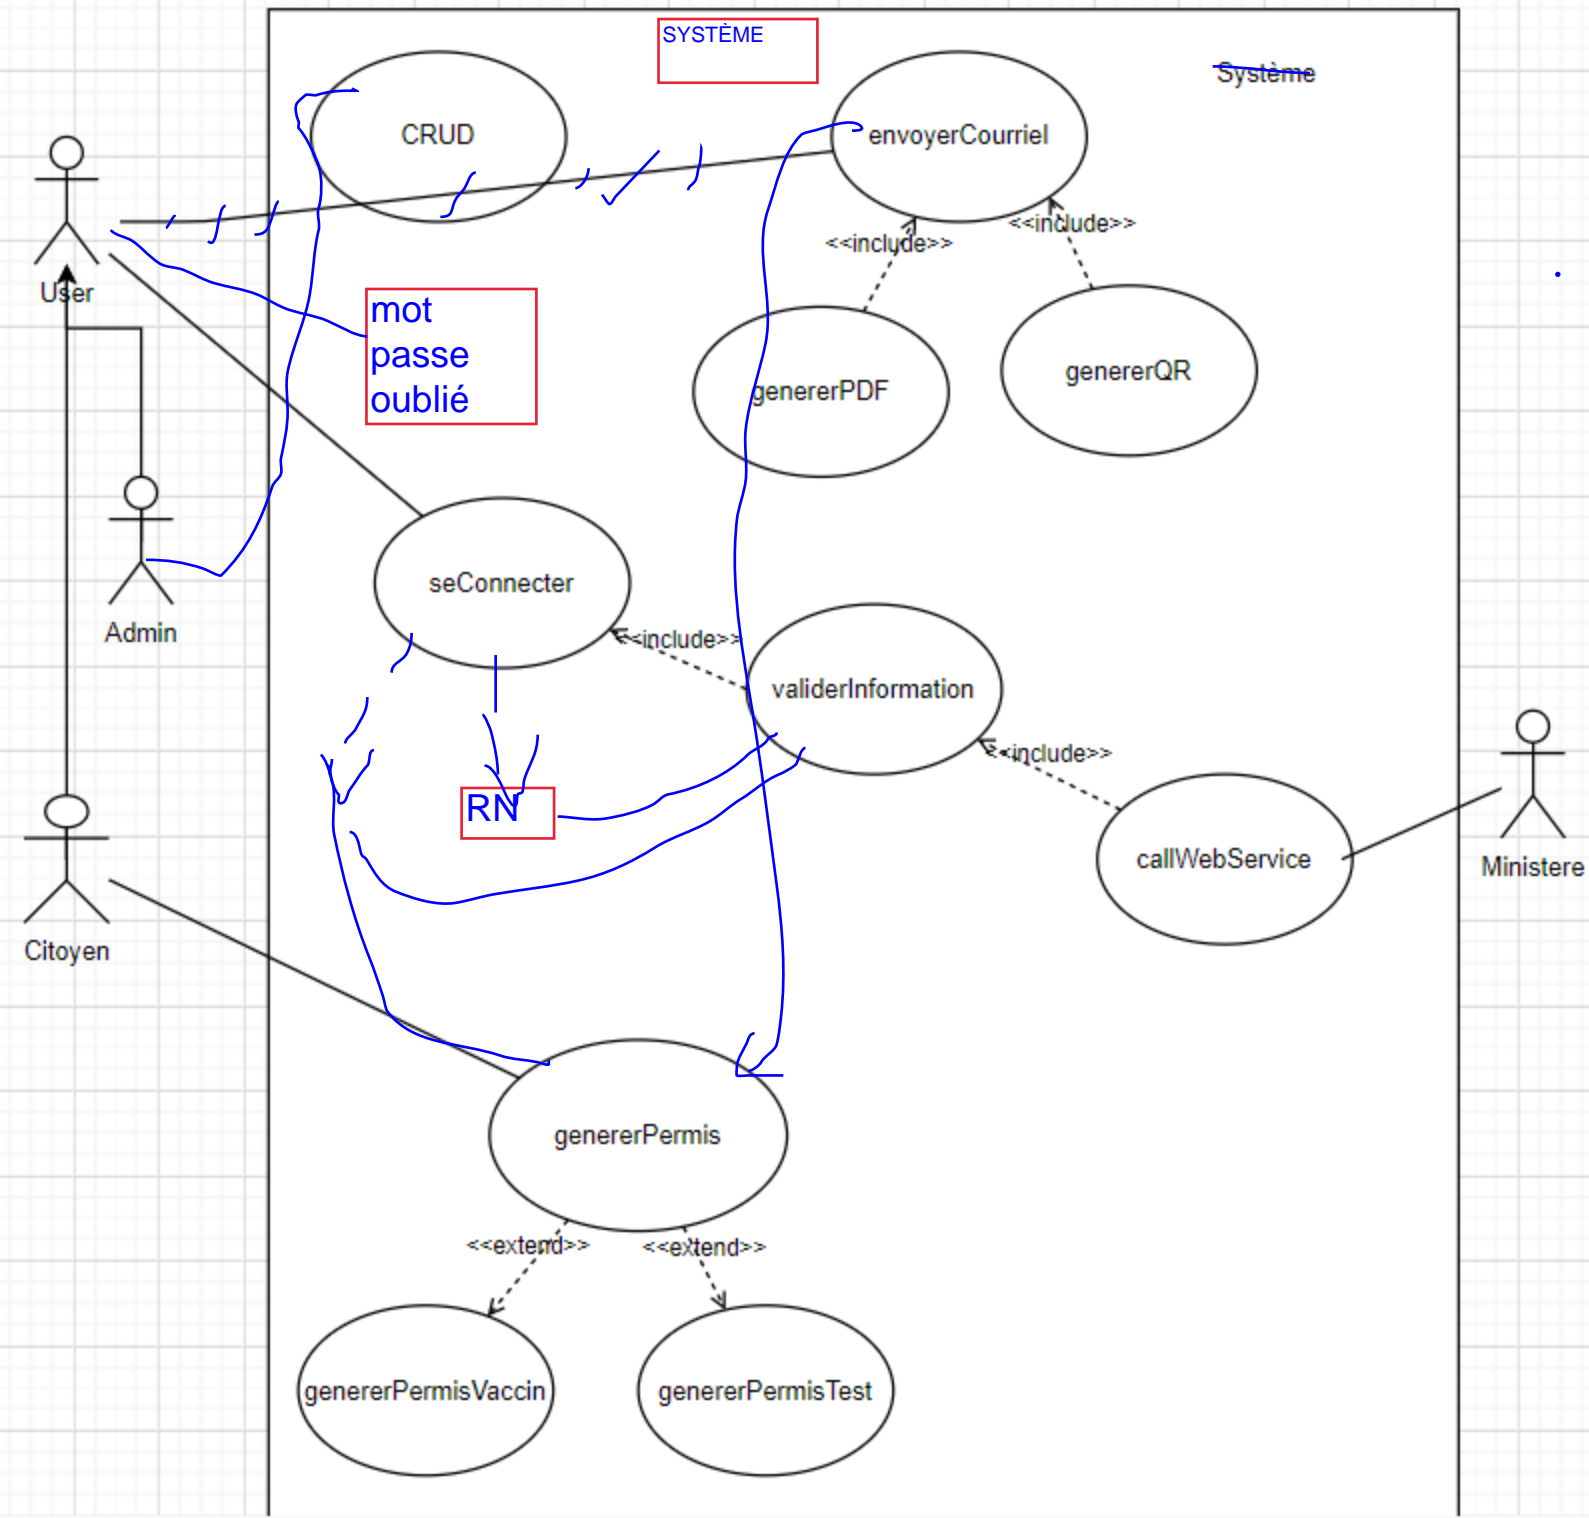 SYSTÈME
Système
CRUD
envoyerCourriel
<<include>>
<<include>>
User
mot
passe
oublié
genererPDF
genererQR
seConnecter
Admin
<<include>>
validerInformation
<<include>>
RN
callWebService
Ministere
Citoyen
genererPermis
<<extend>>
<<extend>>
genererPermisVaccin
genererPermisTest